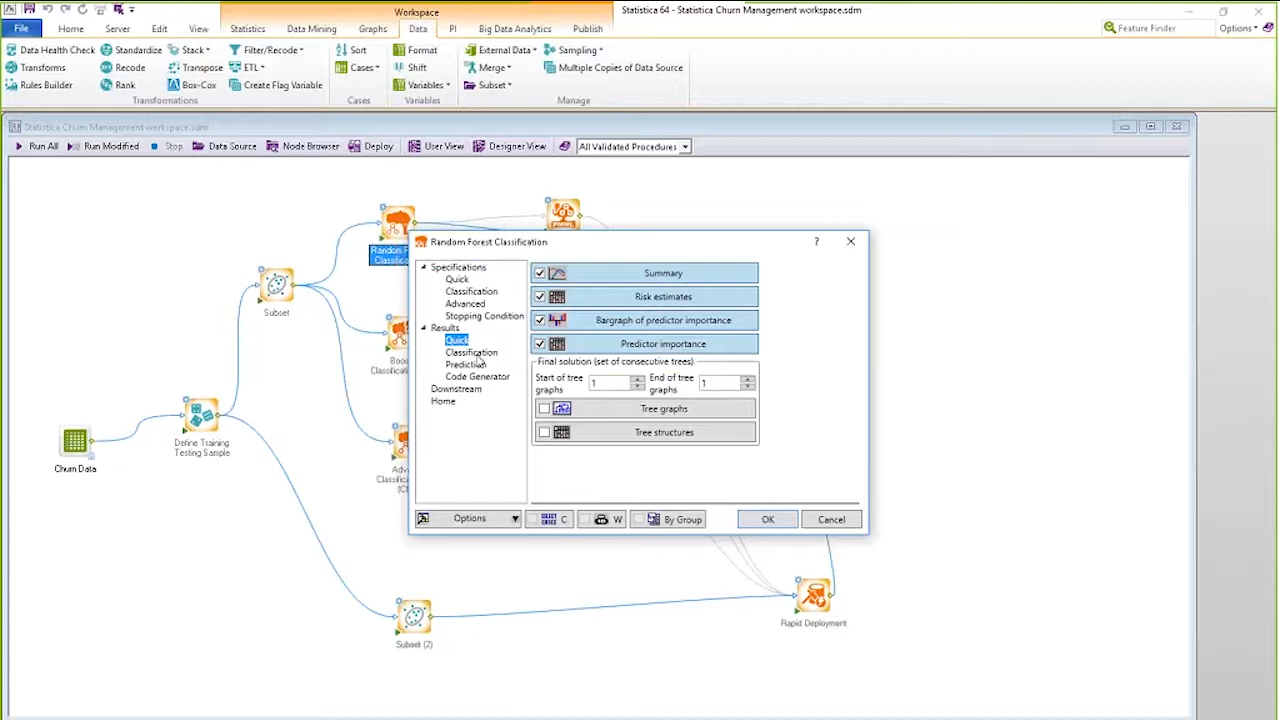 Workspace
Statistica 64 - Statistica Churn Management workspace.sdm
File Home Server Edit View Statistics Data Mining Graphs Data PI Big Data Analytics Publish Feature Finder Options
Data Health Check Standardize Stack Filter/Recode Sort Format External Data Sampling
Transforms Recode Transpose ETL Cases Shift Merge Multiple Copies of Data Source
Rules Builder Rank Box-Cox Create Flag Variable Variables Subset
Transformations Cases Variables Manage
Statistica Churn Management workspace.sdm
Run All Run Modified Stop Data Source Node Browser Deploy User View Designer View All Validated Procedures
Random Forest Classification ?
Specifications
Quick
Classification
Advanced
Stopping Condition
Results
Quick
Classification
Prediction
Code Generator
Downstream
Home
Summary
Risk estimates
Bargraph of predictor importance
Predictor importance
Final solution (set of consecutive trees)
Start of tree graphs 1 End of tree graphs 1
Tree graphs
Tree structures
Options C W By Group OK Cancel
Random F
Classific
Subset
Boo
Classificati
Define Training
Testing Sample
Churn Data
Adv
Classifica
(C
Subset (2)
Rapid Deployment